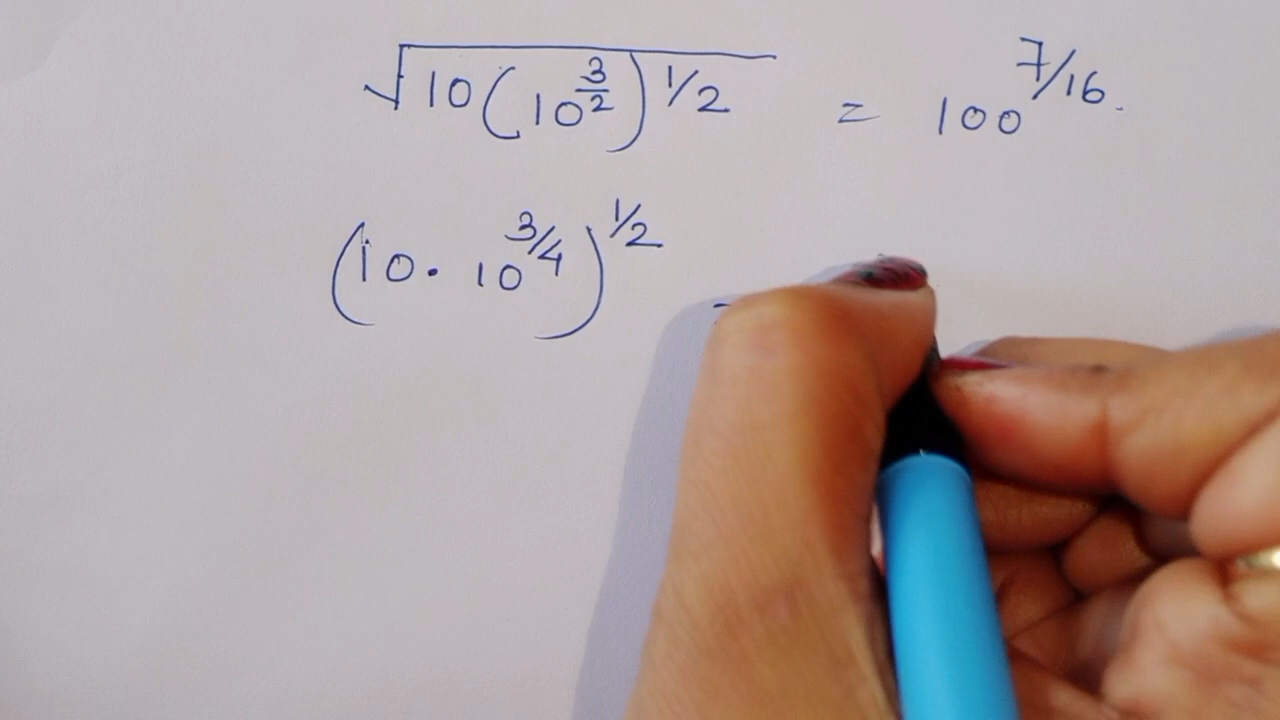 √10(10^{3/2})^{1/2} = 100^{7/16}.
(10 · 10^{3/4})^{1/2}